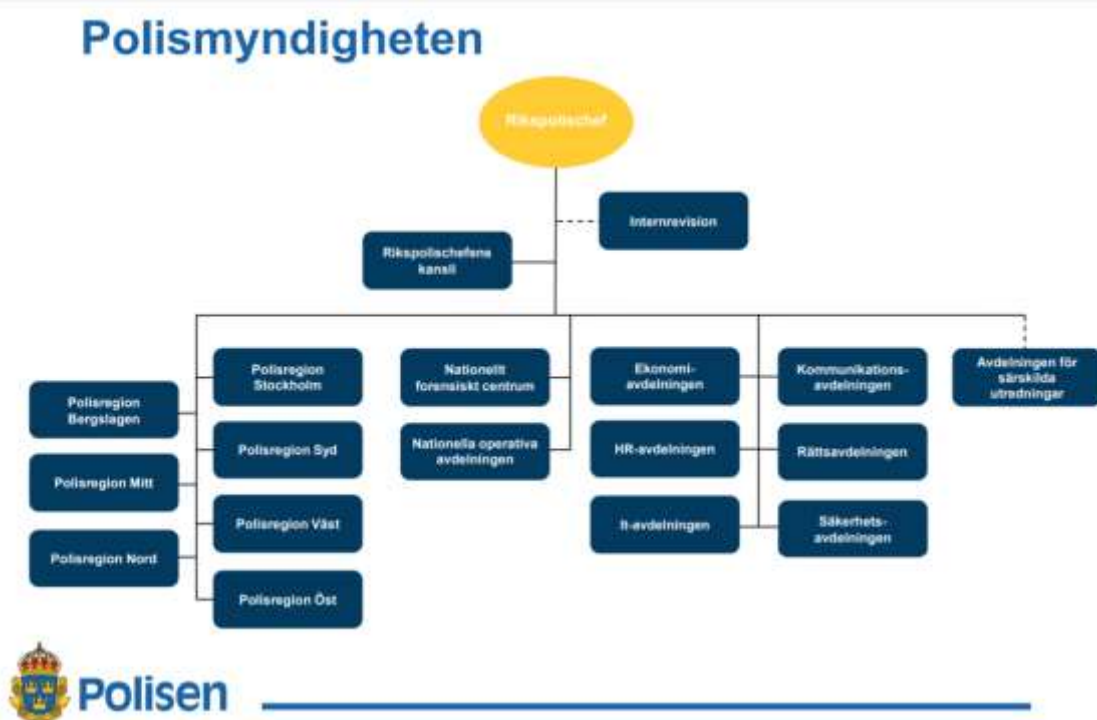 Polismyndigheten
Rikspolischef
Internrevision
Rikspolischefens
kansli
Polisregion
Bergslagen
Polisregion Mitt
Polisregion Nord
Polisregion
Stockholm
Polisregion Syd
Polisregion Väst
Polisregion Öst
Nationellt
forensiskt centrum
Nationella operativa
avdelningen
Ekonomi-
avdelningen
HR-avdelningen
It-avdelningen
Kommunikations-
avdelningen
Rättsavdelningen
Säkerhets-
avdelningen
Avdelningen för
särskilda
utredningar
Polisen